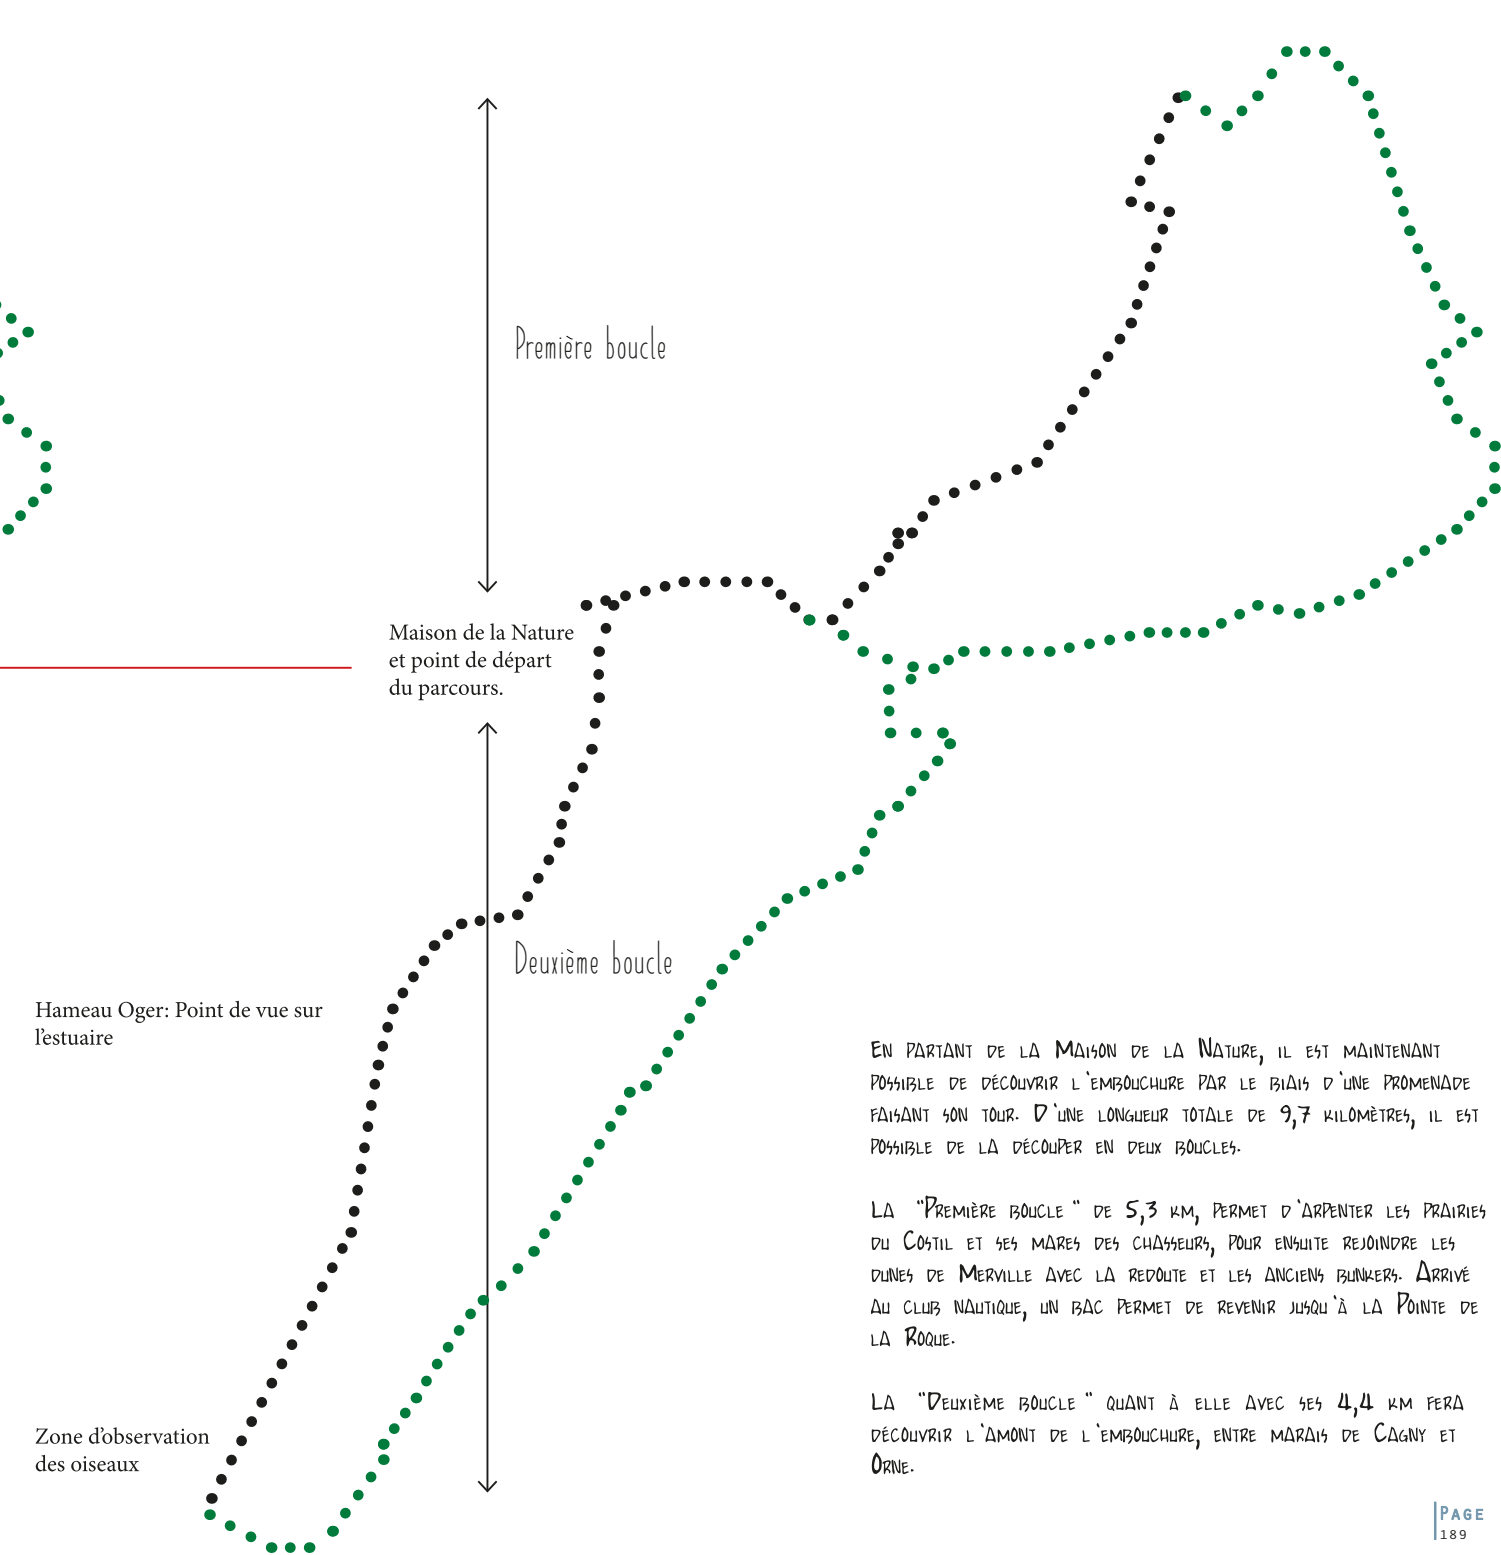 Première boucle
Maison de la Nature
et point de départ
du parcours.
Deuxième boucle
Hameau Oger: Point de vue sur
l'estuaire
Zone d'observation
des oiseaux
En partant de la Maison de la Nature, il est maintenant
possible de découvrir l'embouchure par le biais d'une promenade
faisant son tour. D'une longueur totale de 9,7 kilomètres, il est
possible de la découper en deux boucles.
La "Première boucle" de 5,3 km, permet d'arpenter les prairies
du Costil et ses mares des chasseurs, pour ensuite rejoindre les
dunes de Merville avec la redoute et les anciens bunkers. Arrivé
au club nautique, un bac permet de revenir jusqu'à la Pointe de
la Roque.
La "Deuxième boucle" quant à elle avec ses 4,4 km fera
découvrir l'amont de l'embouchure, entre marais de Cagny et
Orne.
Page
189